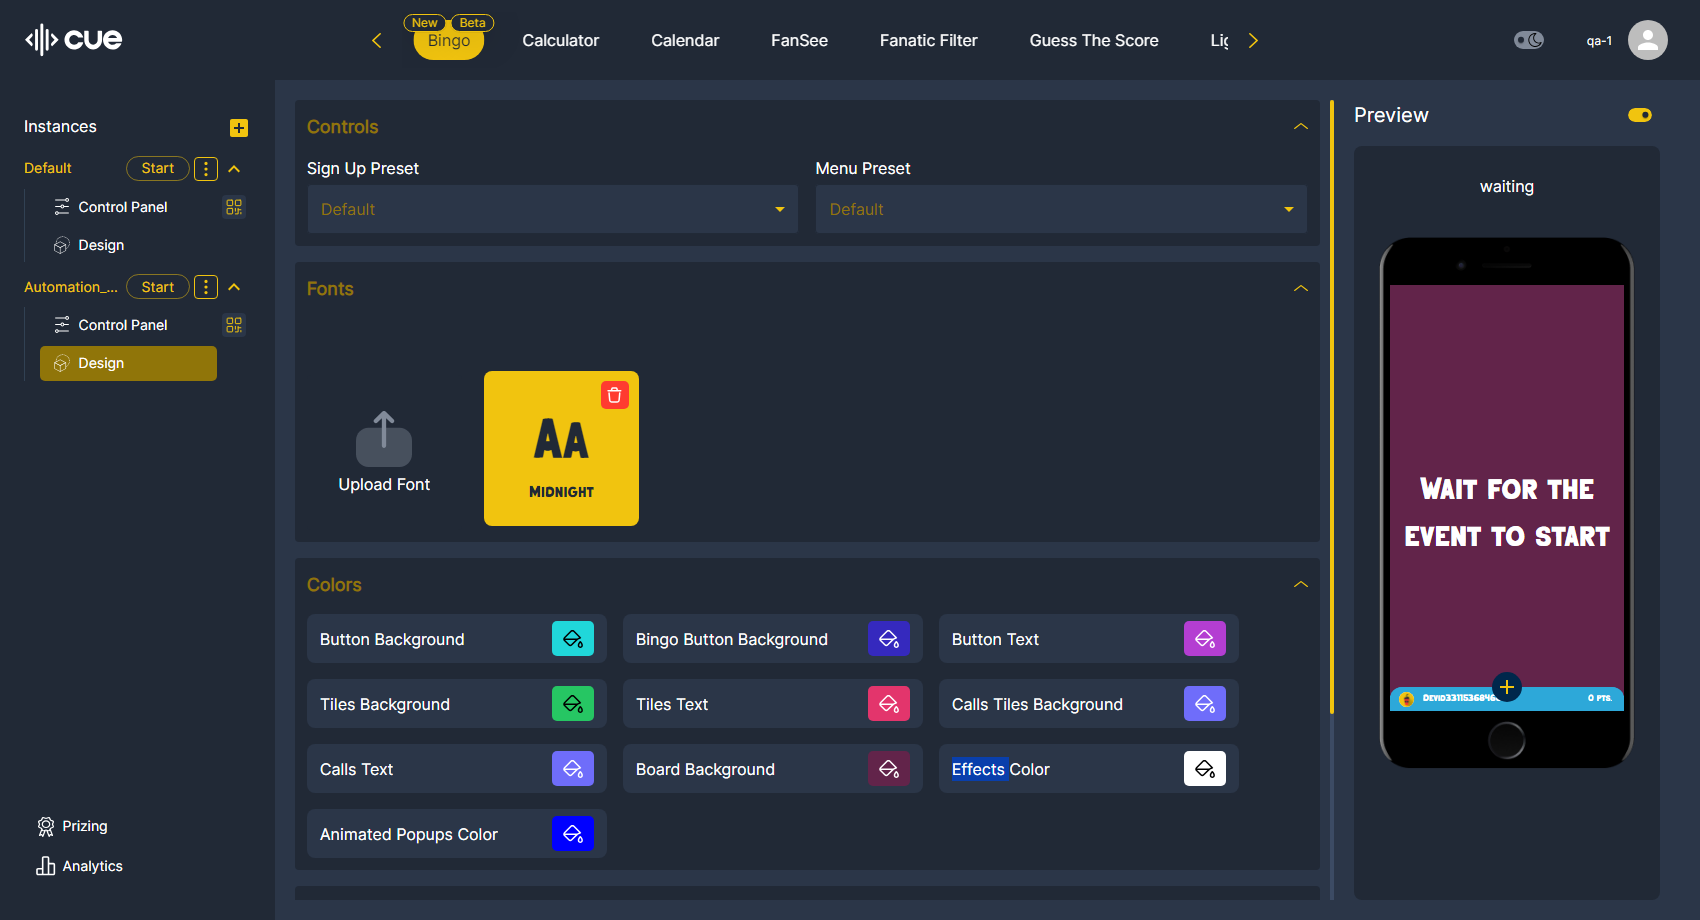 cue
New Beta
Bingo Calculator Calendar FanSee Fanatic Filter Guess The Score
qa-1
Instances
Default Start
Control Panel
Design
Automation_... Start
Control Panel
Design
Prizing
Analytics
Controls
Sign Up Preset Menu Preset
Default Default
Fonts
Upload Font
AA
MIDNIGHT
Colors
Button Background Bingo Button Background Button Text
Tiles Background Tiles Text Calls Tiles Background
Calls Text Board Background Effects Color
Animated Popups Color
Preview
waiting
WAIT FOR THE
EVENT TO START
0 PTS.